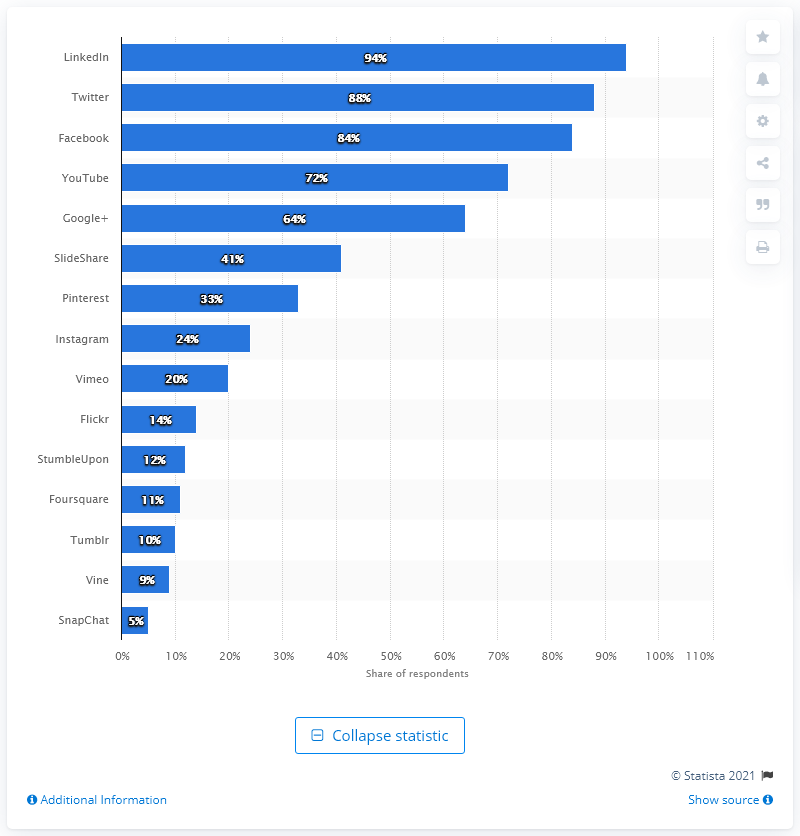 LinkedIn 94%
Twitter 88%
Facebook 84%
YouTube 72%
Google+ 64%
SlideShare 41%
Pinterest 33%
Instagram 24%
Vimeo 20%
Flickr 14%
StumbleUpon 12%
Foursquare 11%
Tumblr 10%
Vine 9%
SnapChat 5%
0% 10% 20% 30% 40% 50% 60% 70% 80% 90% 100% 110%
Share of respondents
Collapse statistic
© Statista 2021
Additional Information Show source